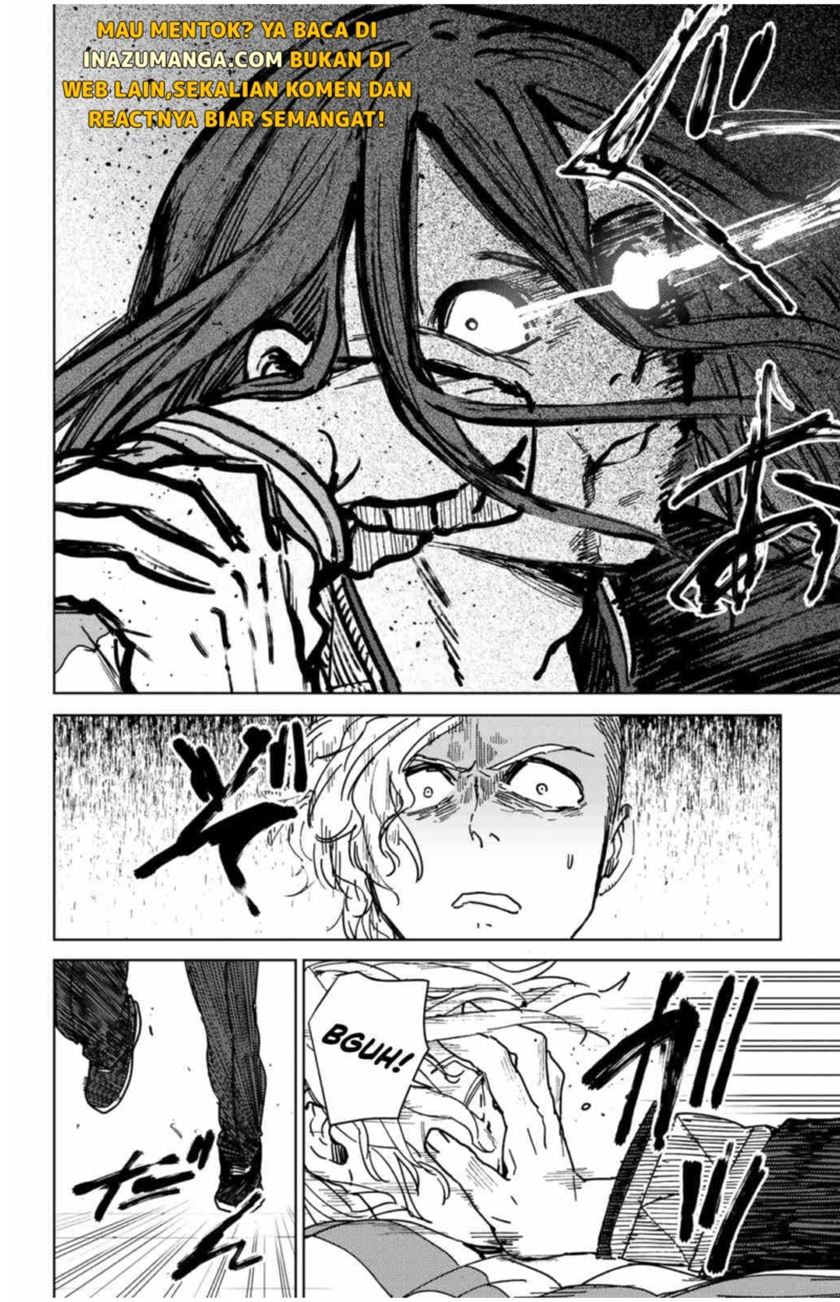 MAU MENTOK? YA BACA DI
INAZUMANGA.COM BUKAN DI
WEB LAIN,SEKALIAN KOMEN DAN
REACTNYA BIAR SEMANGAT!
BGUH!